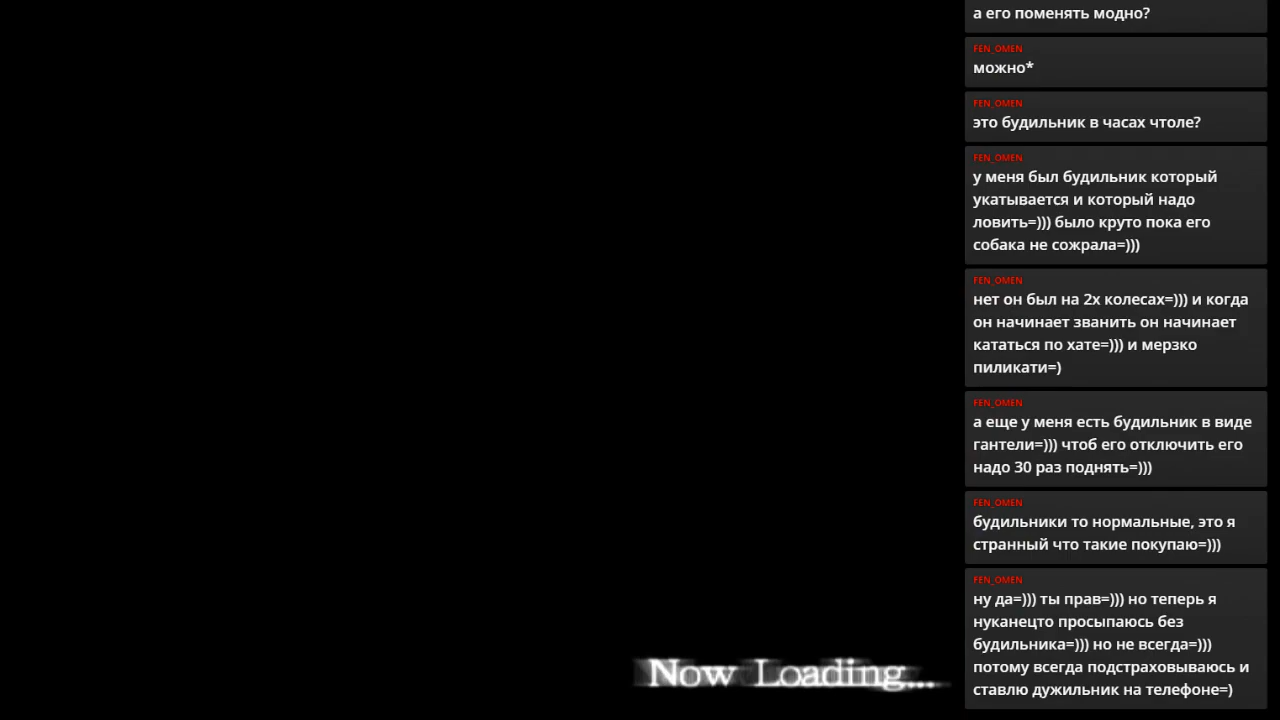 а его поменять модно?
FEN_OMEN
можно*
FEN_OMEN
это будильник в часах чтоле?
FEN_OMEN
у меня был будильник который
укатывается и который надо
ловить=))) было круто пока его
собака не сожрала=)))
FEN_OMEN
нет он был на 2х колесах=))) и когда
он начинает званить он начинает
кататься по хате=))) и мерзко
пиликати=)
FEN_OMEN
а еще у меня есть будильник в виде
гантели=))) чтоб его отключить его
надо 30 раз поднять=)))
FEN_OMEN
будильники то нормальные, это я
странный что такие покупаю=)))
FEN_OMEN
ну да=))) ты прав=))) но теперь я
нуканецто просыпаюсь без
будильника=))) но не всегда=)))
потому всегда подстраховываюсь и
ставлю дужильник на телефоне=)
Now Loading...